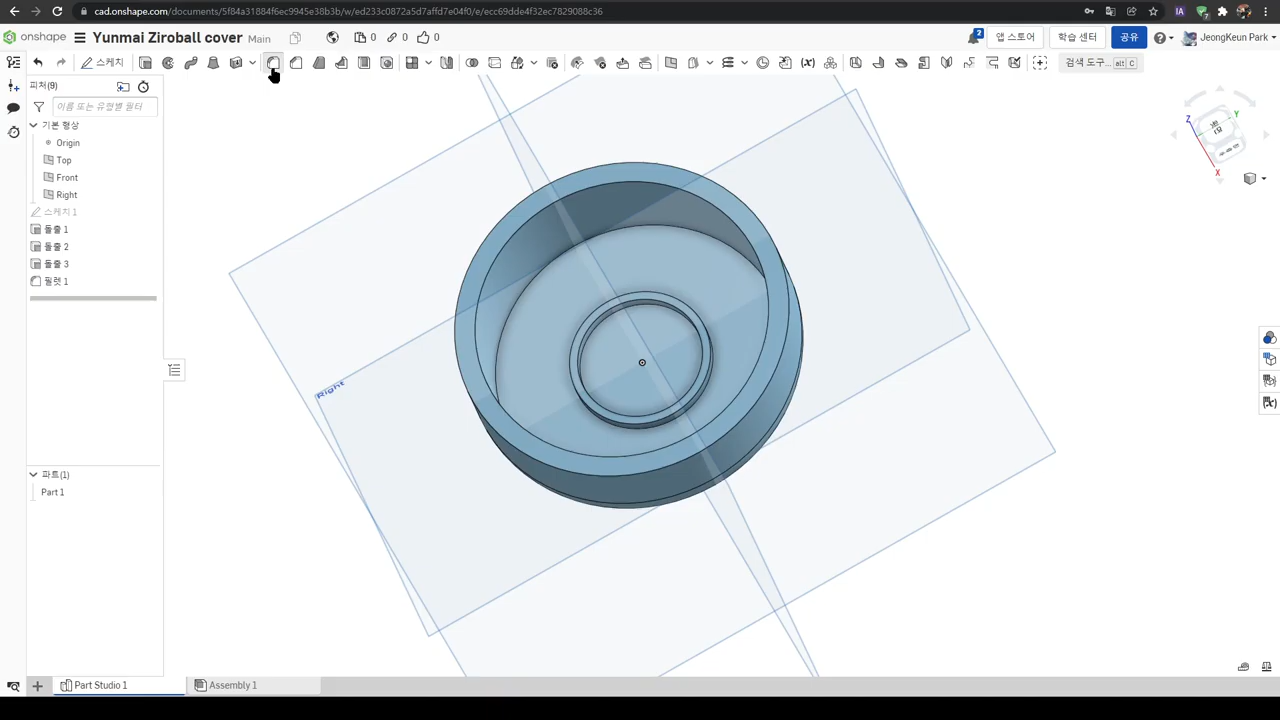 cad.onshape.com/documents/5f84a31884f6ec9945e38b3b/w/ed233c0872a5d7affd7e04f0/e/ecc69dde4f32ec7829088c36
onshape
Yunmai Ziroball cover
Main
0
0
0
2
앱 스토어
학습 센터
공유
JeongKeun Park
스케치
검색 도구...
alt
C
피처(9)
이름 또는 유형별 필터
기본 형상
Origin
Top
Front
Right
스케치 1
돌출 1
돌출 2
돌출 3
필렛 1
파트(1)
Part 1
Right
Z
Y
X
Part Studio 1
Assembly 1